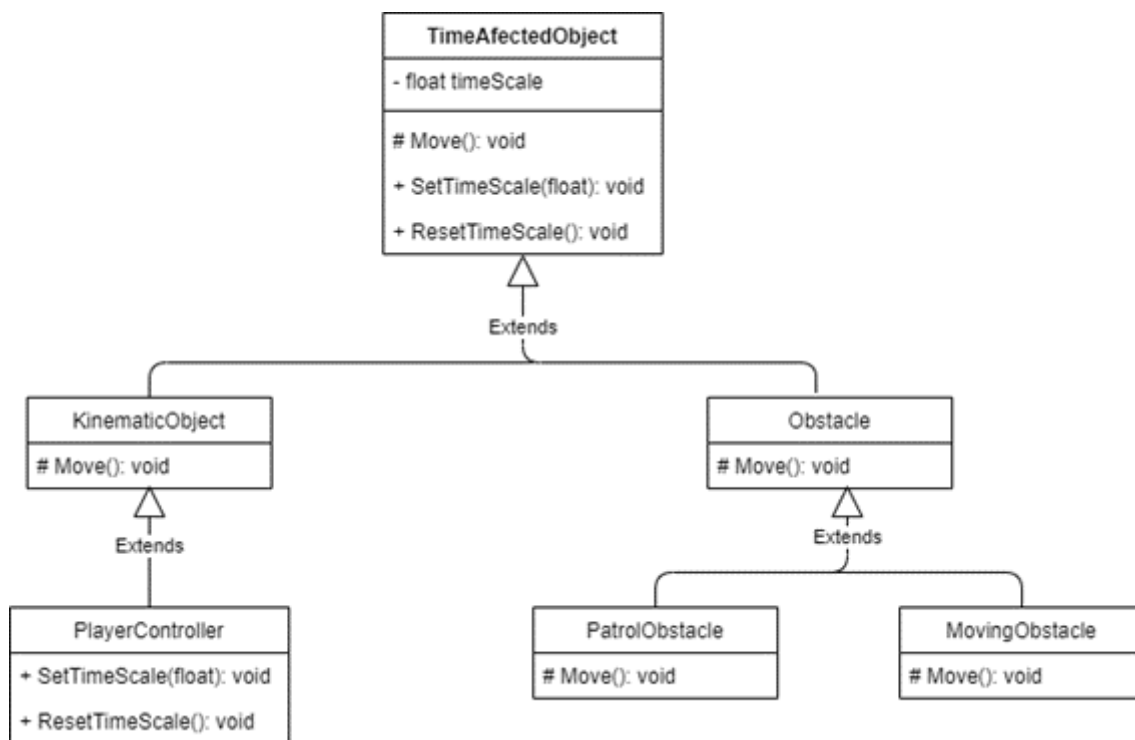 TimeAfectedObject
- float timeScale
# Move(): void
+ SetTimeScale(float): void
+ ResetTimeScale(): void
Extends
KinematicObject
# Move(): void
Obstacle
# Move(): void
Extends
Extends
PlayerController
+ SetTimeScale(float): void
+ ResetTimeScale(): void
PatrolObstacle
# Move(): void
MovingObstacle
# Move(): void